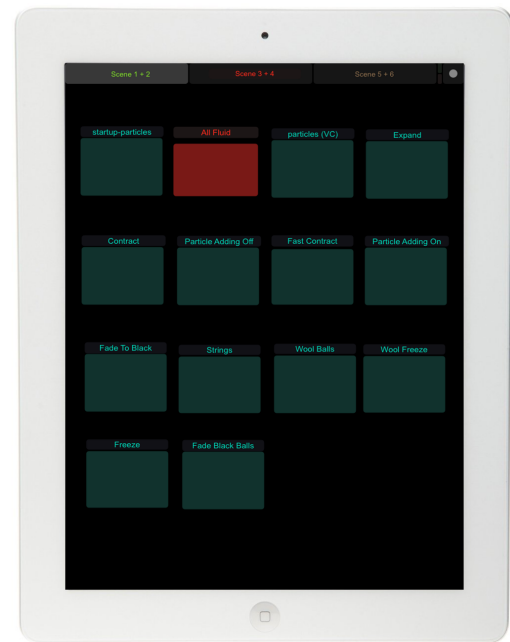 Scene 1 + 2
Scene 3 + 4
Scene 5 + 6
startup-particles
All Fluid
particles (VC)
Expand
Contract
Particle Adding Off
Fast Contract
Particle Adding On
Fade To Black
Strings
Wool Balls
Wool Freeze
Freeze
Fade Black Balls